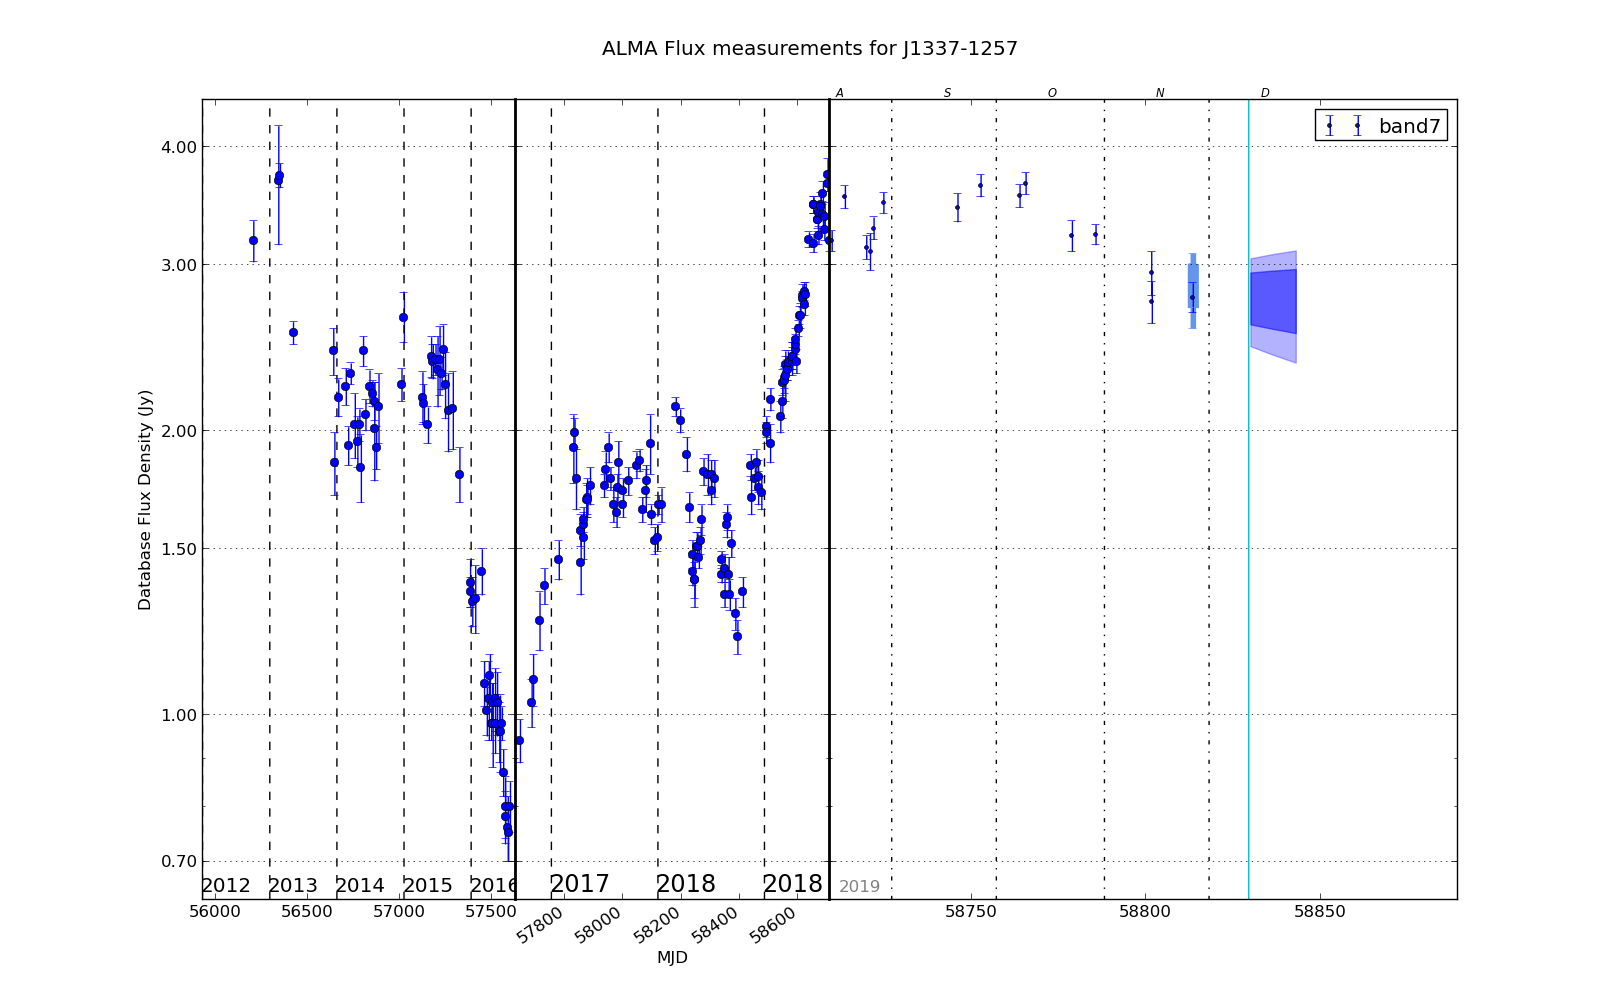 ALMA Flux measurements for J1337-1257
A S O N D
band7
4.00
3.00
2.00
1.50
1.00
0.70
Database Flux Density (Jy)
2012 2013 2014 2015 2016 2017 2018 2018 2019
56000 56500 57000 57500 57800 58000 58200 58400 58600 58750 58800 58850
MJD